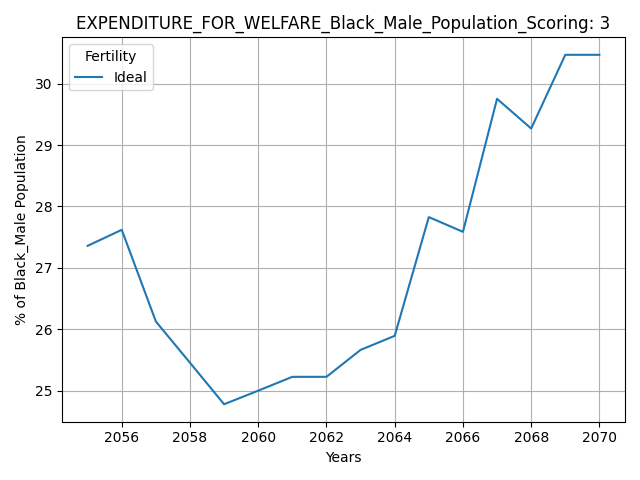 EXPENDITURE_FOR_WELFARE_Black_Male_Population_Scoring: 3
Fertility
Ideal
% of Black_Male Population
30
29
28
27
26
25
2056 2058 2060 2062 2064 2066 2068 2070
Years